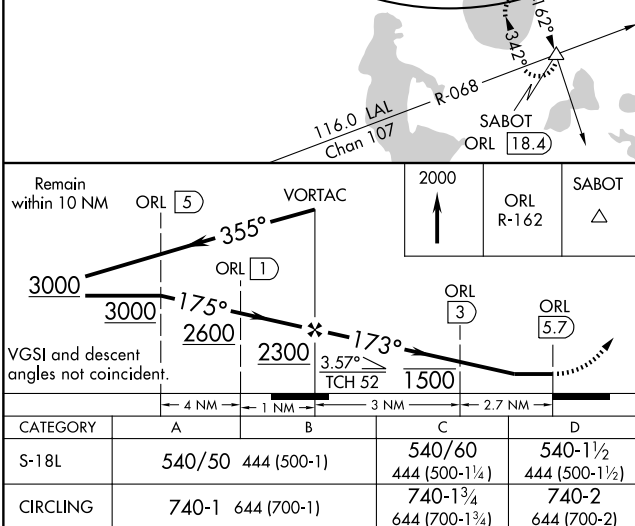 162°
342°
R-068
116.0 LAL
Chan 107
SABOT
ORL 18.4
Remain
within 10 NM
ORL 5
VORTAC
2000
ORL
R-162
SABOT
355°
ORL 1
3000
3000
175°
2600
2300
173°
ORL
3
ORL
5.7
3.57°
TCH 52
1500
VGSI and descent
angles not coincident.
4 NM
1 NM
3 NM
2.7 NM
CATEGORY A B C D
S-18L 540/50 444 (500-1) 540/60 444 (500-1¼) 540-1½ 444 (500-1½)
CIRCLING 740-1 644 (700-1) 740-1¾ 644 (700-1¾) 740-2 644 (700-2)